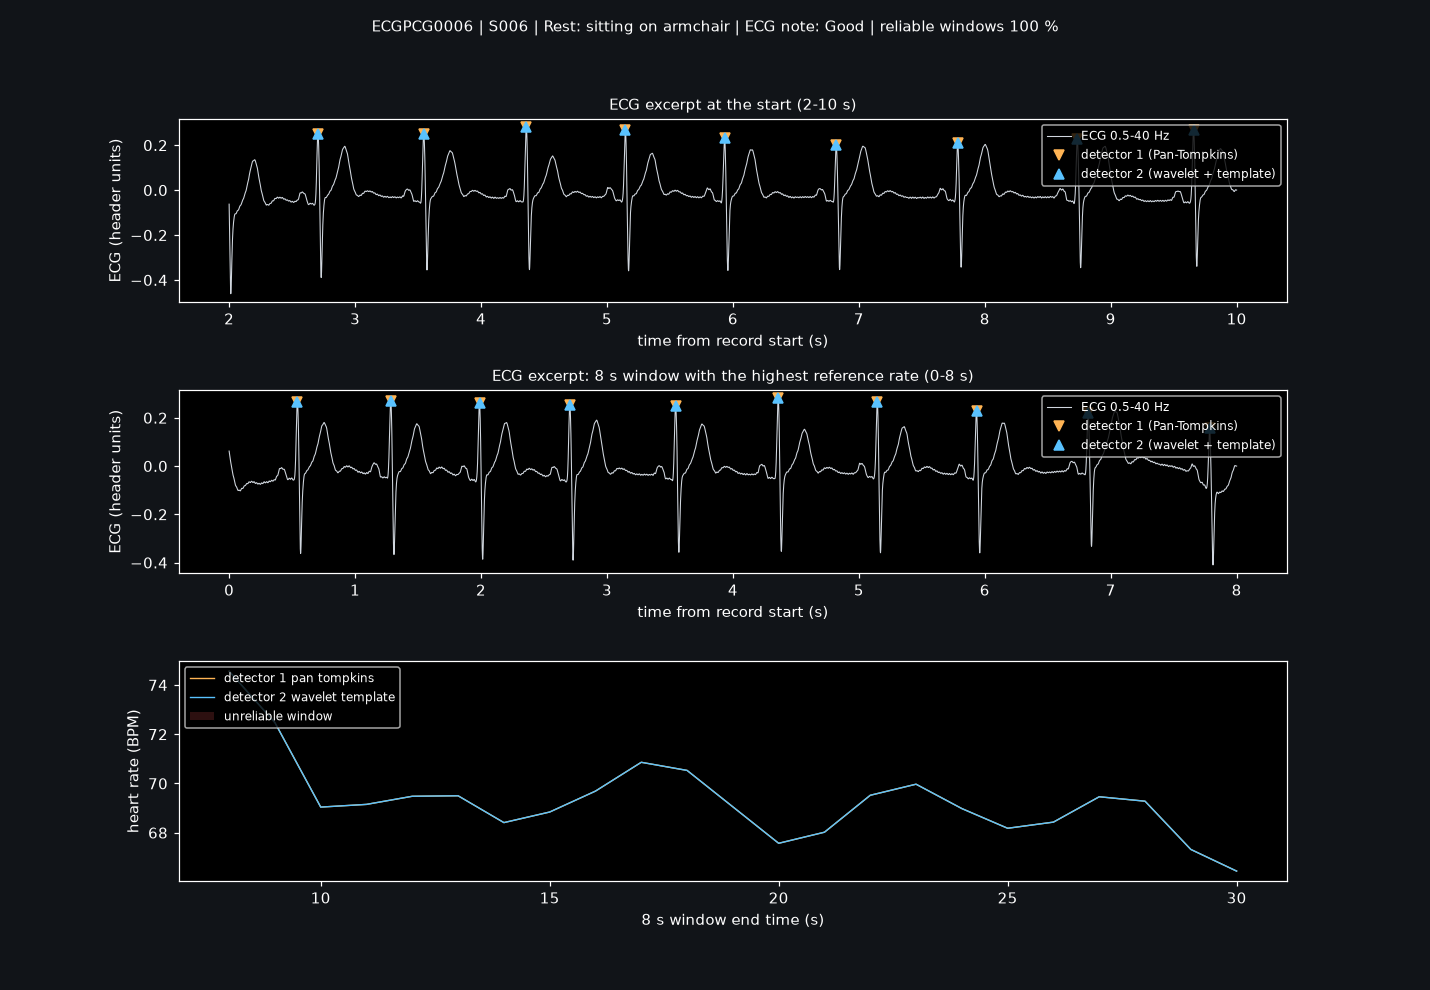 ECGPCG0006 | S006 | Rest: sitting on armchair | ECG note: Good | reliable windows 100 %
ECG excerpt at the start (2-10 s)
ECG (header units)
0.2
0.0
−0.2
−0.4
ECG 0.5-40 Hz
detector 1 (Pan-Tompkins)
detector 2 (wavelet + template)
2 3 4 5 6 7 8 9 10
time from record start (s)
ECG excerpt: 8 s window with the highest reference rate (0-8 s)
ECG (header units)
0.2
0.0
−0.2
−0.4
ECG 0.5-40 Hz
detector 1 (Pan-Tompkins)
detector 2 (wavelet + template)
0 1 2 3 4 5 6 7 8
time from record start (s)
heart rate (BPM)
74
72
70
68
detector 1 pan tompkins
detector 2 wavelet template
unreliable window
10 15 20 25 30
8 s window end time (s)